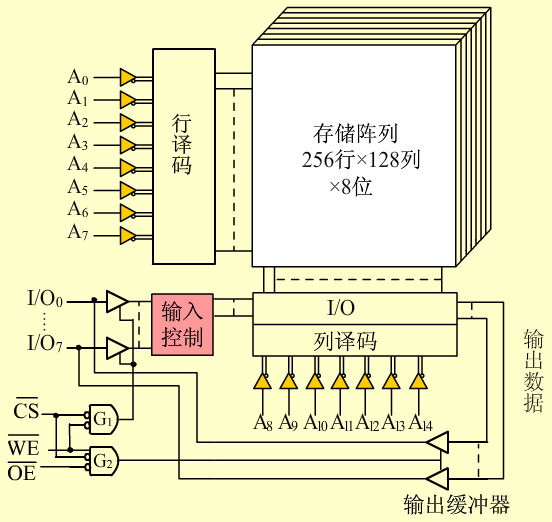 A0
A1
A2
A3
A4
A5
A6
A7
行译码
存储阵列
256行×128列
×8位
I/O0
I/O7
输入
控制
I/O
列译码
输出数据
A8 A9 A10 A11 A12 A13 A14
CS
G1
WE
G2
OE
输出缓冲器